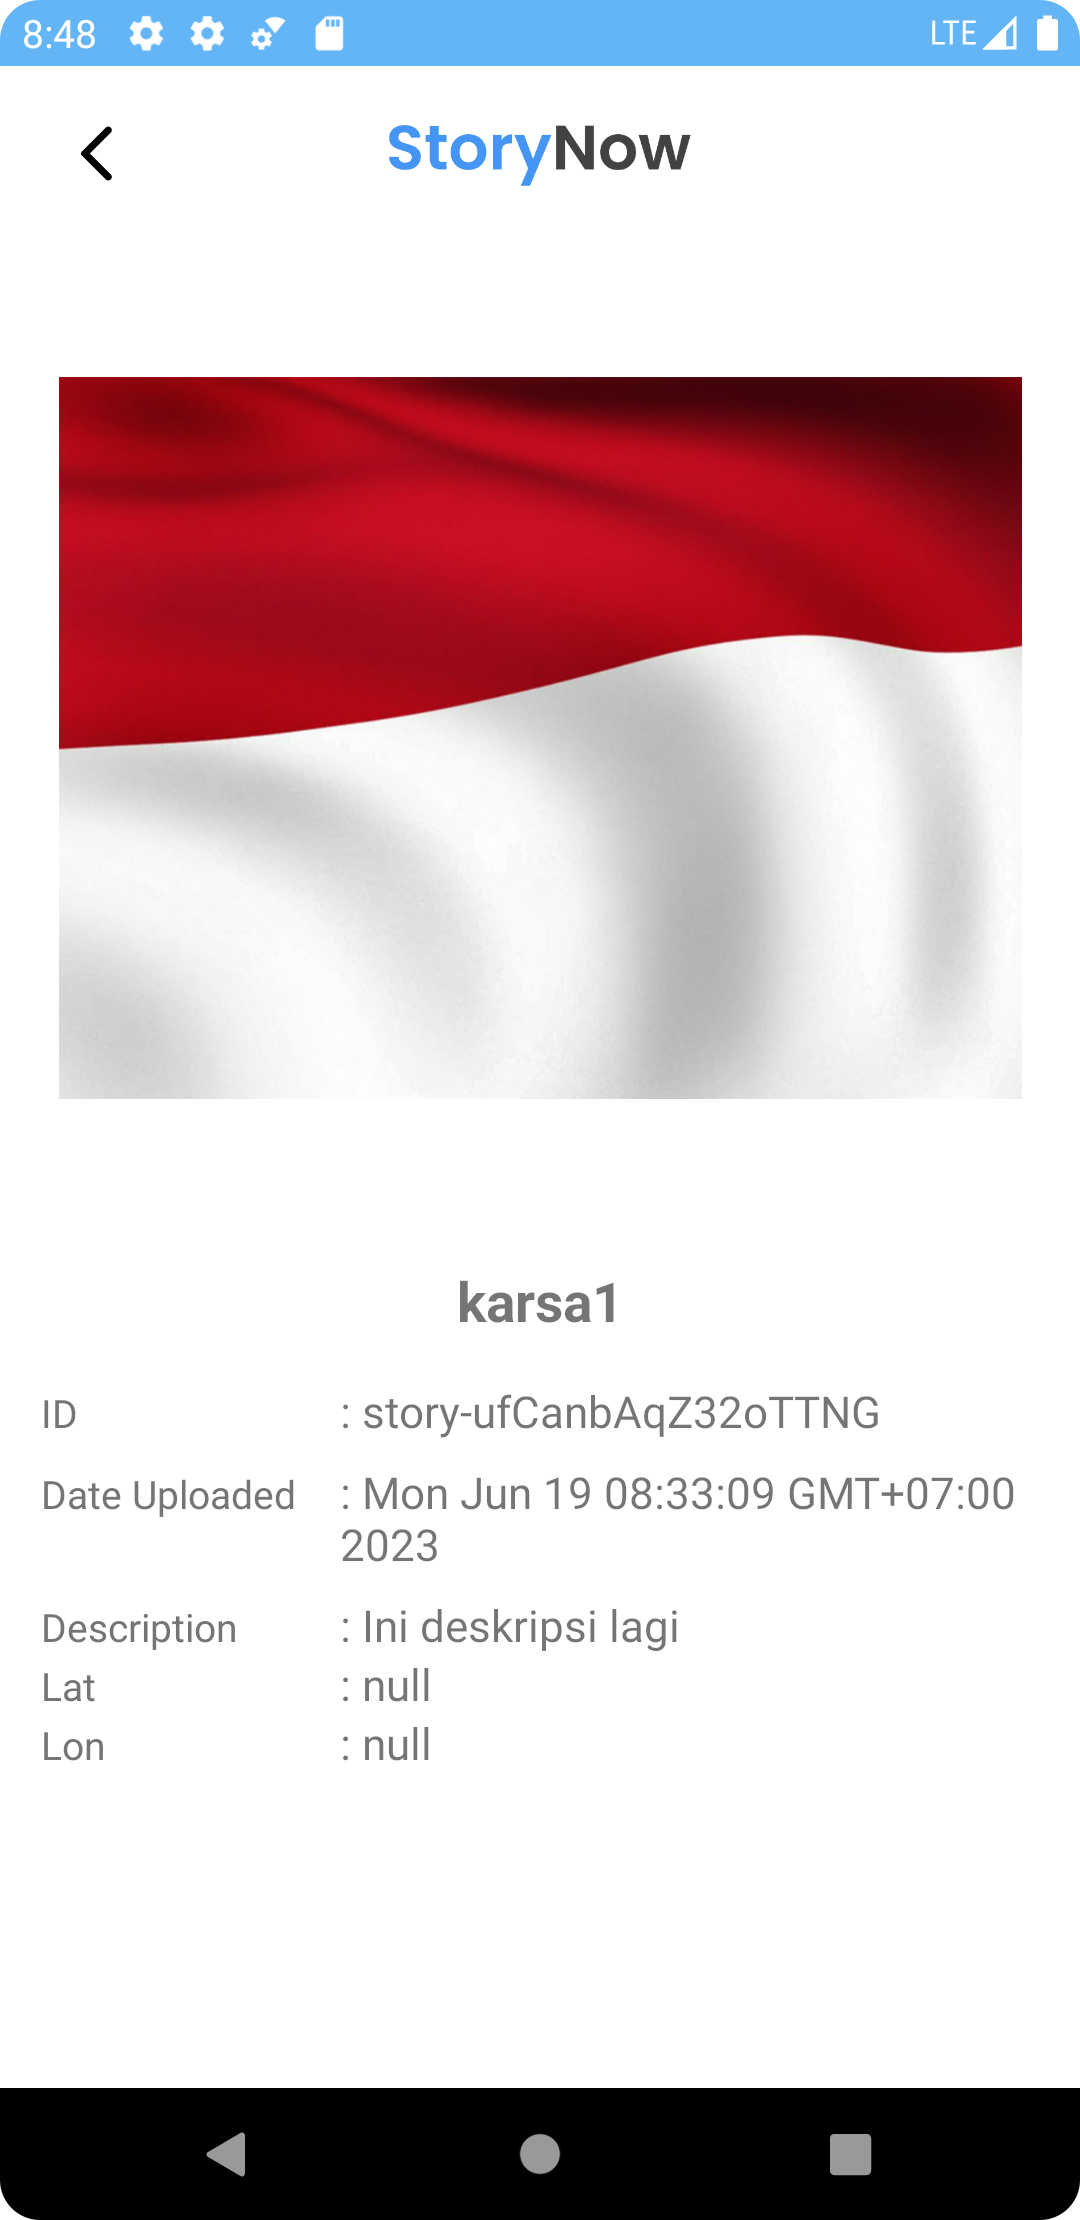 8:48
LTE
StoryNow
karsa1
ID : story-ufCanbAqZ32oTTNG
Date Uploaded : Mon Jun 19 08:33:09 GMT+07:00
2023
Description : Ini deskripsi lagi
Lat : null
Lon : null